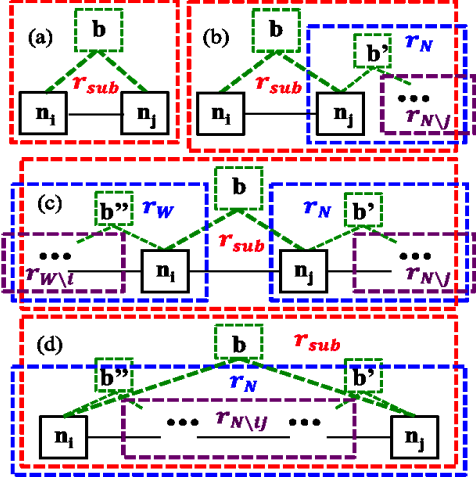 (a)
b
r_sub
n_i
n_j
(b)
b
b'
r_N
r_sub
n_i
n_j
•••
r_N\j
(c)
b
b''
r_W
r_N
b'
•••
•••
r_sub
r_W\i
n_i
n_j
r_N\j
(d)
b
r_sub
b''
r_N
b'
•••
•••
n_i
r_N\ij
n_j